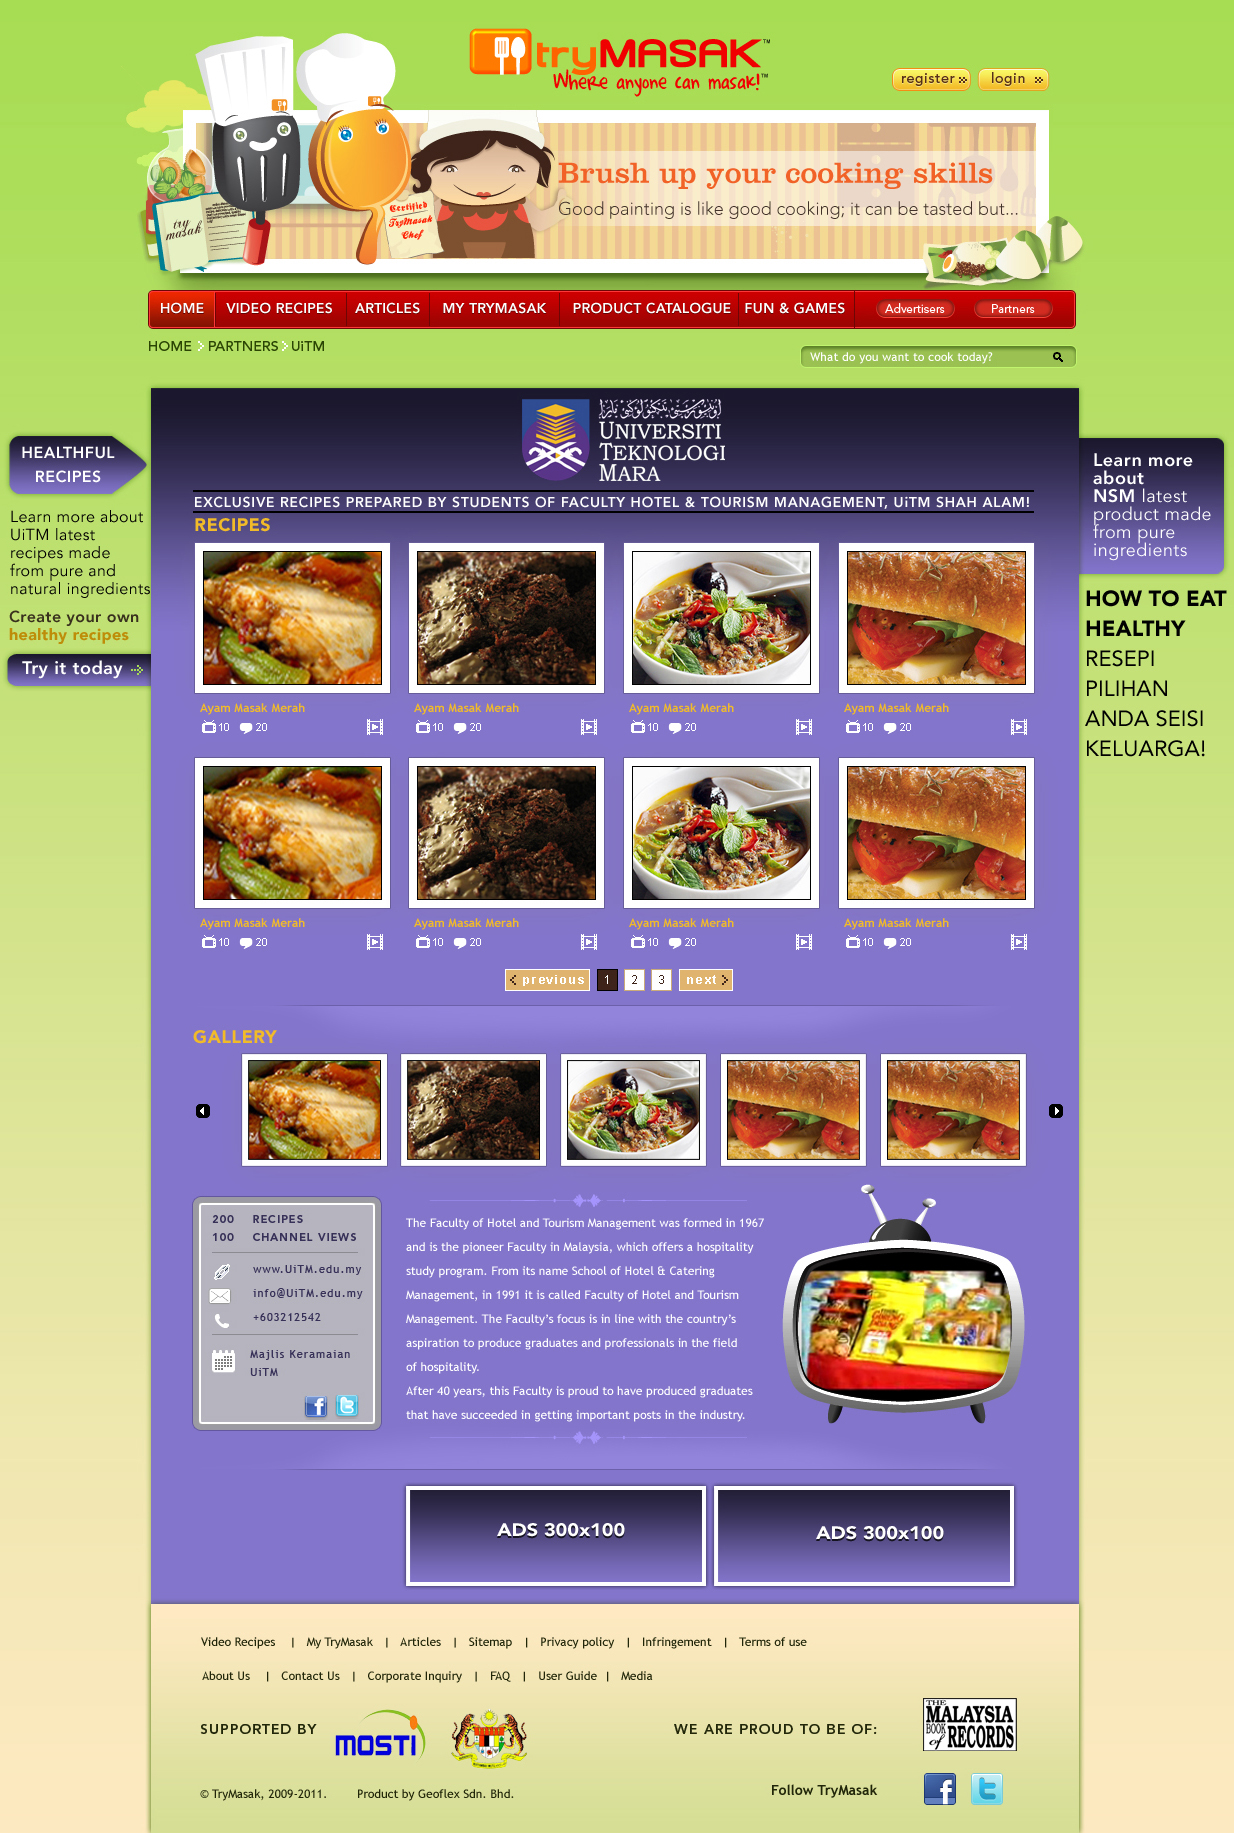 tryMASAK™
Where anyone can masak!™
register
login
try masak
Certified
TryMasak
Chef
Brush up your cooking skills
Good painting is like good cooking; it can be tasted but...
HOME VIDEO RECIPES ARTICLES MY TRYMASAK PRODUCT CATALOGUE FUN & GAMES Advertisers Partners
HOME PARTNERS UiTM
What do you want to cook today?
UNIVERSITI
TEKNOLOGI
MARA
EXCLUSIVE RECIPES PREPARED BY STUDENTS OF FACULTY HOTEL & TOURISM MANAGEMENT, UiTM SHAH ALAM!
HEALTHFUL
RECIPES
Learn more about
UiTM latest
recipes made
from pure and
natural ingredients
Create your own
healthy recipes
Try it today
Learn more
about
NSM latest
product made
from pure
ingredients
HOW TO EAT
HEALTHY
RESEPI
PILIHAN
ANDA SEISI
KELUARGA!
RECIPES
Ayam Masak Merah Ayam Masak Merah Ayam Masak Merah Ayam Masak Merah
10 20 10 20 10 20 10 20
Ayam Masak Merah Ayam Masak Merah Ayam Masak Merah Ayam Masak Merah
10 20 10 20 10 20 10 20
previous 1 2 3 next
GALLERY
200 RECIPES
100 CHANNEL VIEWS
www.UiTM.edu.my
info@UiTM.edu.my
+603212542
Majlis Keramaian
UiTM
The Faculty of Hotel and Tourism Management was formed in 1967
and is the pioneer Faculty in Malaysia, which offers a hospitality
study program. From its name School of Hotel & Catering
Management, in 1991 it is called Faculty of Hotel and Tourism
Management. The Faculty's focus is in line with the country's
aspiration to produce graduates and professionals in the field
of hospitality.
After 40 years, this Faculty is proud to have produced graduates
that have succeeded in getting important posts in the industry.
ADS 300x100
ADS 300x100
Video Recipes | My TryMasak | Articles | Sitemap | Privacy policy | Infringement | Terms of use
About Us | Contact Us | Corporate Inquiry | FAQ | User Guide | Media
SUPPORTED BY
MOSTI
WE ARE PROUD TO BE OF:
THE
MALAYSIA
BOOK of RECORDS
© TryMasak, 2009-2011. Product by Geoflex Sdn. Bhd.
Follow TryMasak